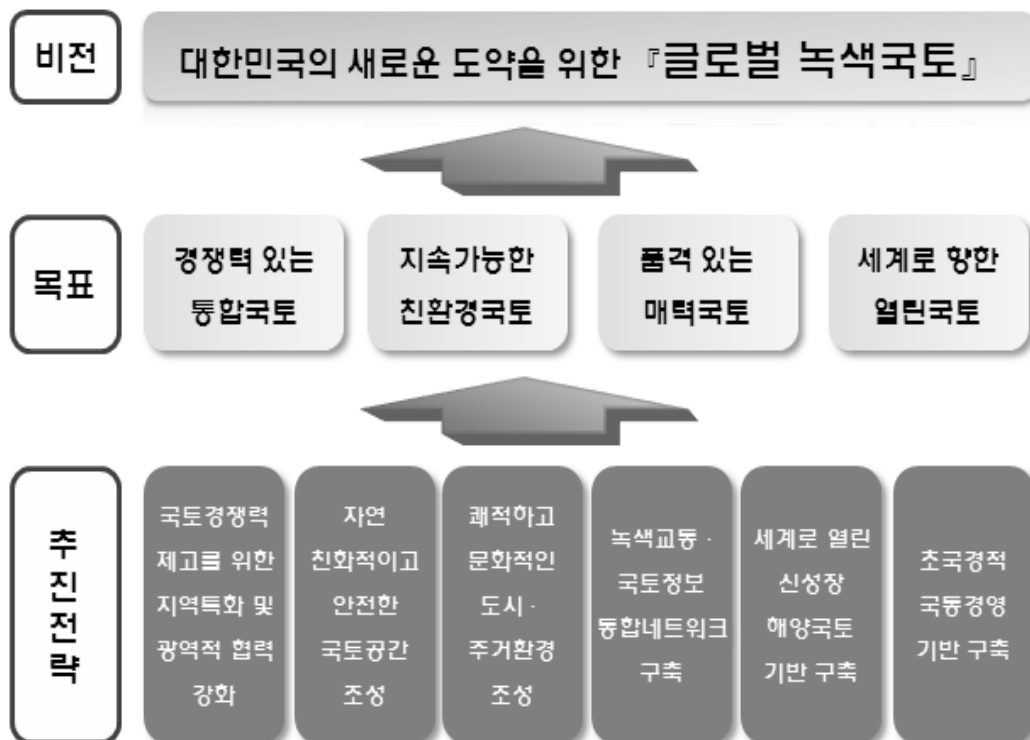 비전
대한민국의 새로운 도약을 위한 『글로벌 녹색국토』
목표
경쟁력 있는
통합국토
지속가능한
친환경국토
품격 있는
매력국토
세계로 향한
열린국토
추
진
전
략
국토경쟁력
제고를 위한
지역특화 및
광역적 협력
강화
자연
친화적이고
안전한
국토공간
조성
쾌적하고
문화적인
도시 ·
주거환경
조성
녹색교통 ·
국토정보
통합네트워크
구축
세계로 열린
신성장
해양국토
기반 구축
초국경적
국동경영
기반 구축